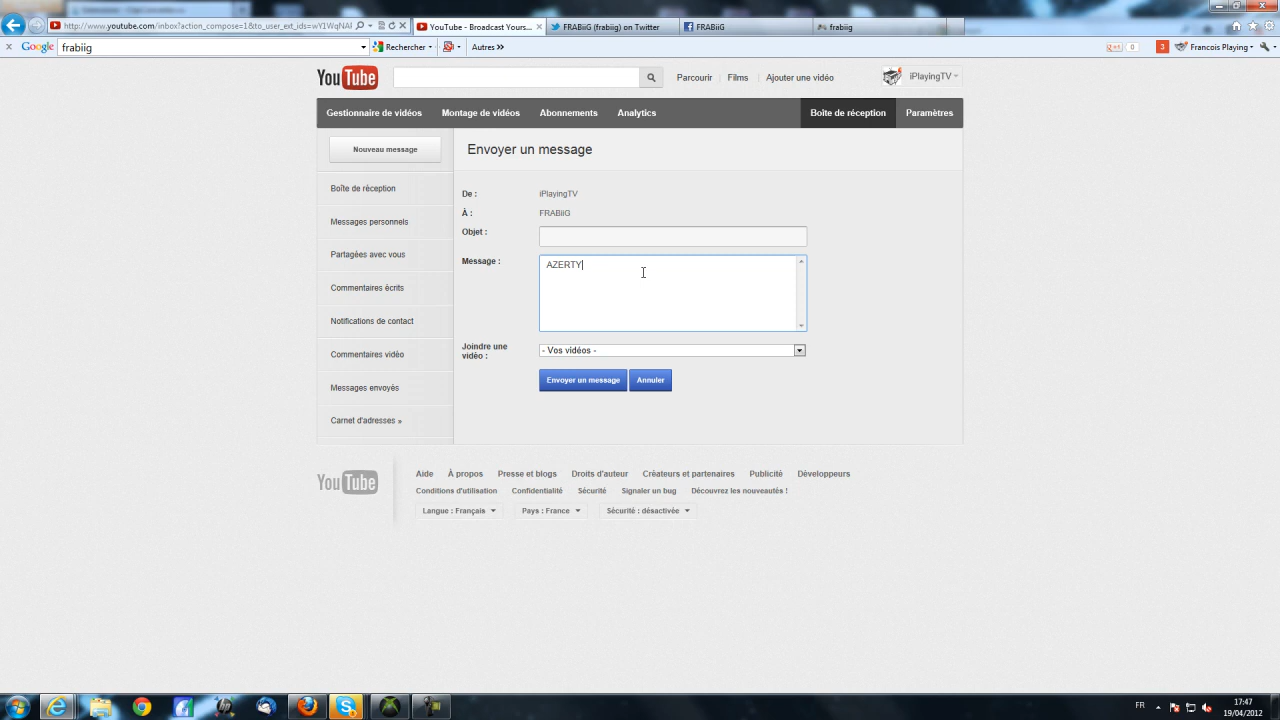 http://www.youtube.com/inbox?action_compose=1&to_user_ext_ids=wY1WqNAI
YouTube - Broadcast Yours...
FRABiiG (frabiig) on Twitter
FRABiiG
frabiig
Google
frabiig
Rechercher
Autres »
g+1
0
3
Francois Playing
YouTube
Parcourir
Films
Ajouter une vidéo
iPlayingTV
Gestionnaire de vidéos
Montage de vidéos
Abonnements
Analytics
Boîte de réception
Paramètres
Nouveau message
Boîte de réception
Messages personnels
Partagées avec vous
Commentaires écrits
Notifications de contact
Commentaires vidéo
Messages envoyés
Carnet d'adresses »
Envoyer un message
De :
iPlayingTV
À :
FRABiiG
Objet :
Message :
AZERTY
Joindre une
vidéo :
- Vos vidéos -
Envoyer un message
Annuler
YouTube
Aide
À propos
Presse et blogs
Droits d'auteur
Créateurs et partenaires
Publicité
Développeurs
Conditions d'utilisation
Confidentialité
Sécurité
Signaler un bug
Découvrez les nouveautés !
Langue : Français
Pays : France
Sécurité : désactivée
FR
17:47
19/04/2012